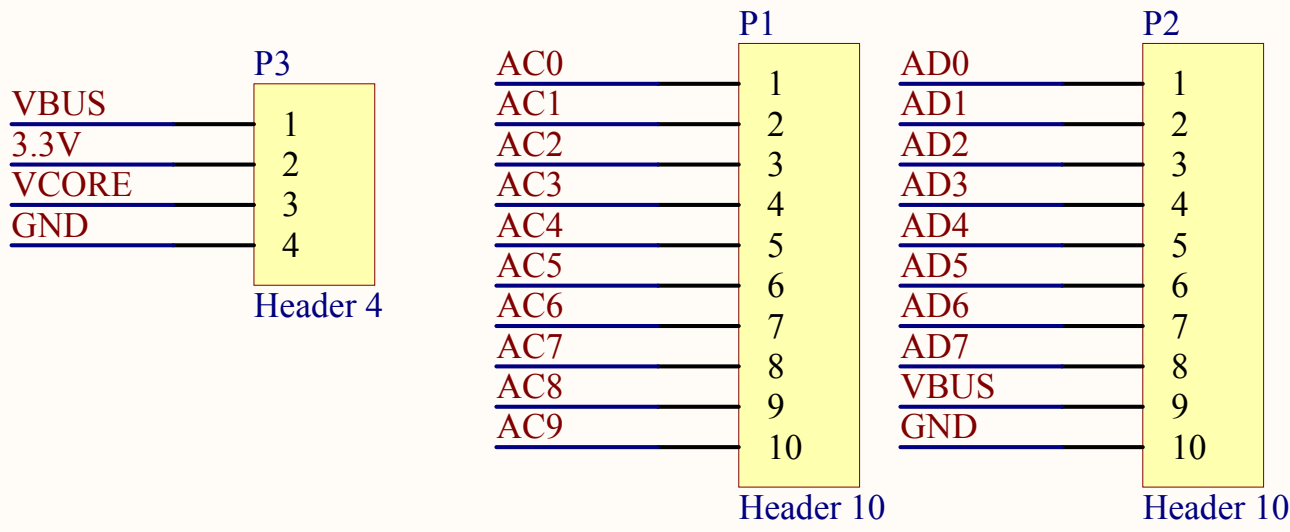 P3
VBUS 1
3.3V 2
VCORE 3
GND 4
Header 4
P1
AC0 1
AC1 2
AC2 3
AC3 4
AC4 5
AC5 6
AC6 7
AC7 8
AC8 9
AC9 10
Header 10
P2
AD0 1
AD1 2
AD2 3
AD3 4
AD4 5
AD5 6
AD6 7
AD7 8
VBUS 9
GND 10
Header 10